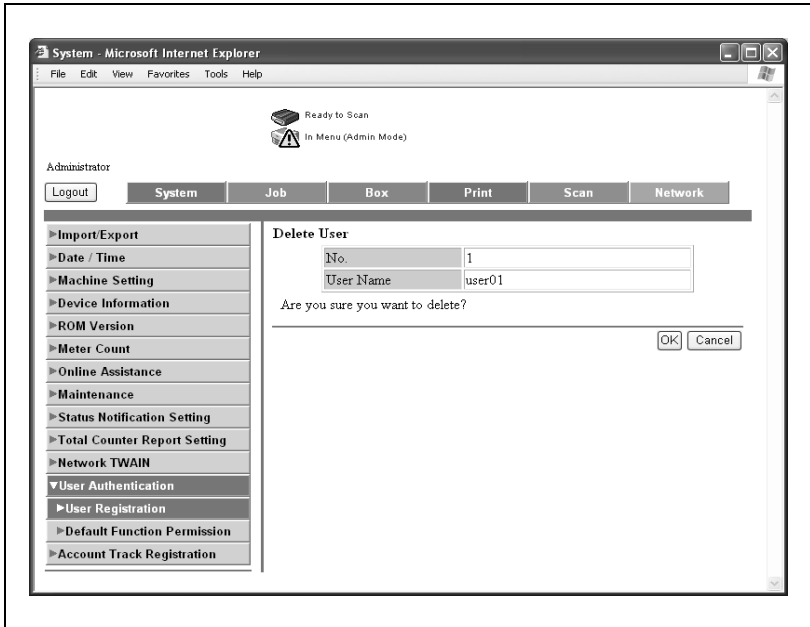 System - Microsoft Internet Explorer
File Edit View Favorites Tools Help
Ready to Scan
In Menu (Admin Mode)
Administrator
Logout System Job Box Print Scan Network
Import/Export
Date / Time
Machine Setting
Device Information
ROM Version
Meter Count
Online Assistance
Maintenance
Status Notification Setting
Total Counter Report Setting
Network TWAIN
User Authentication
User Registration
Default Function Permission
Account Track Registration
Delete User
No. 1
User Name user01
Are you sure you want to delete?
OK Cancel